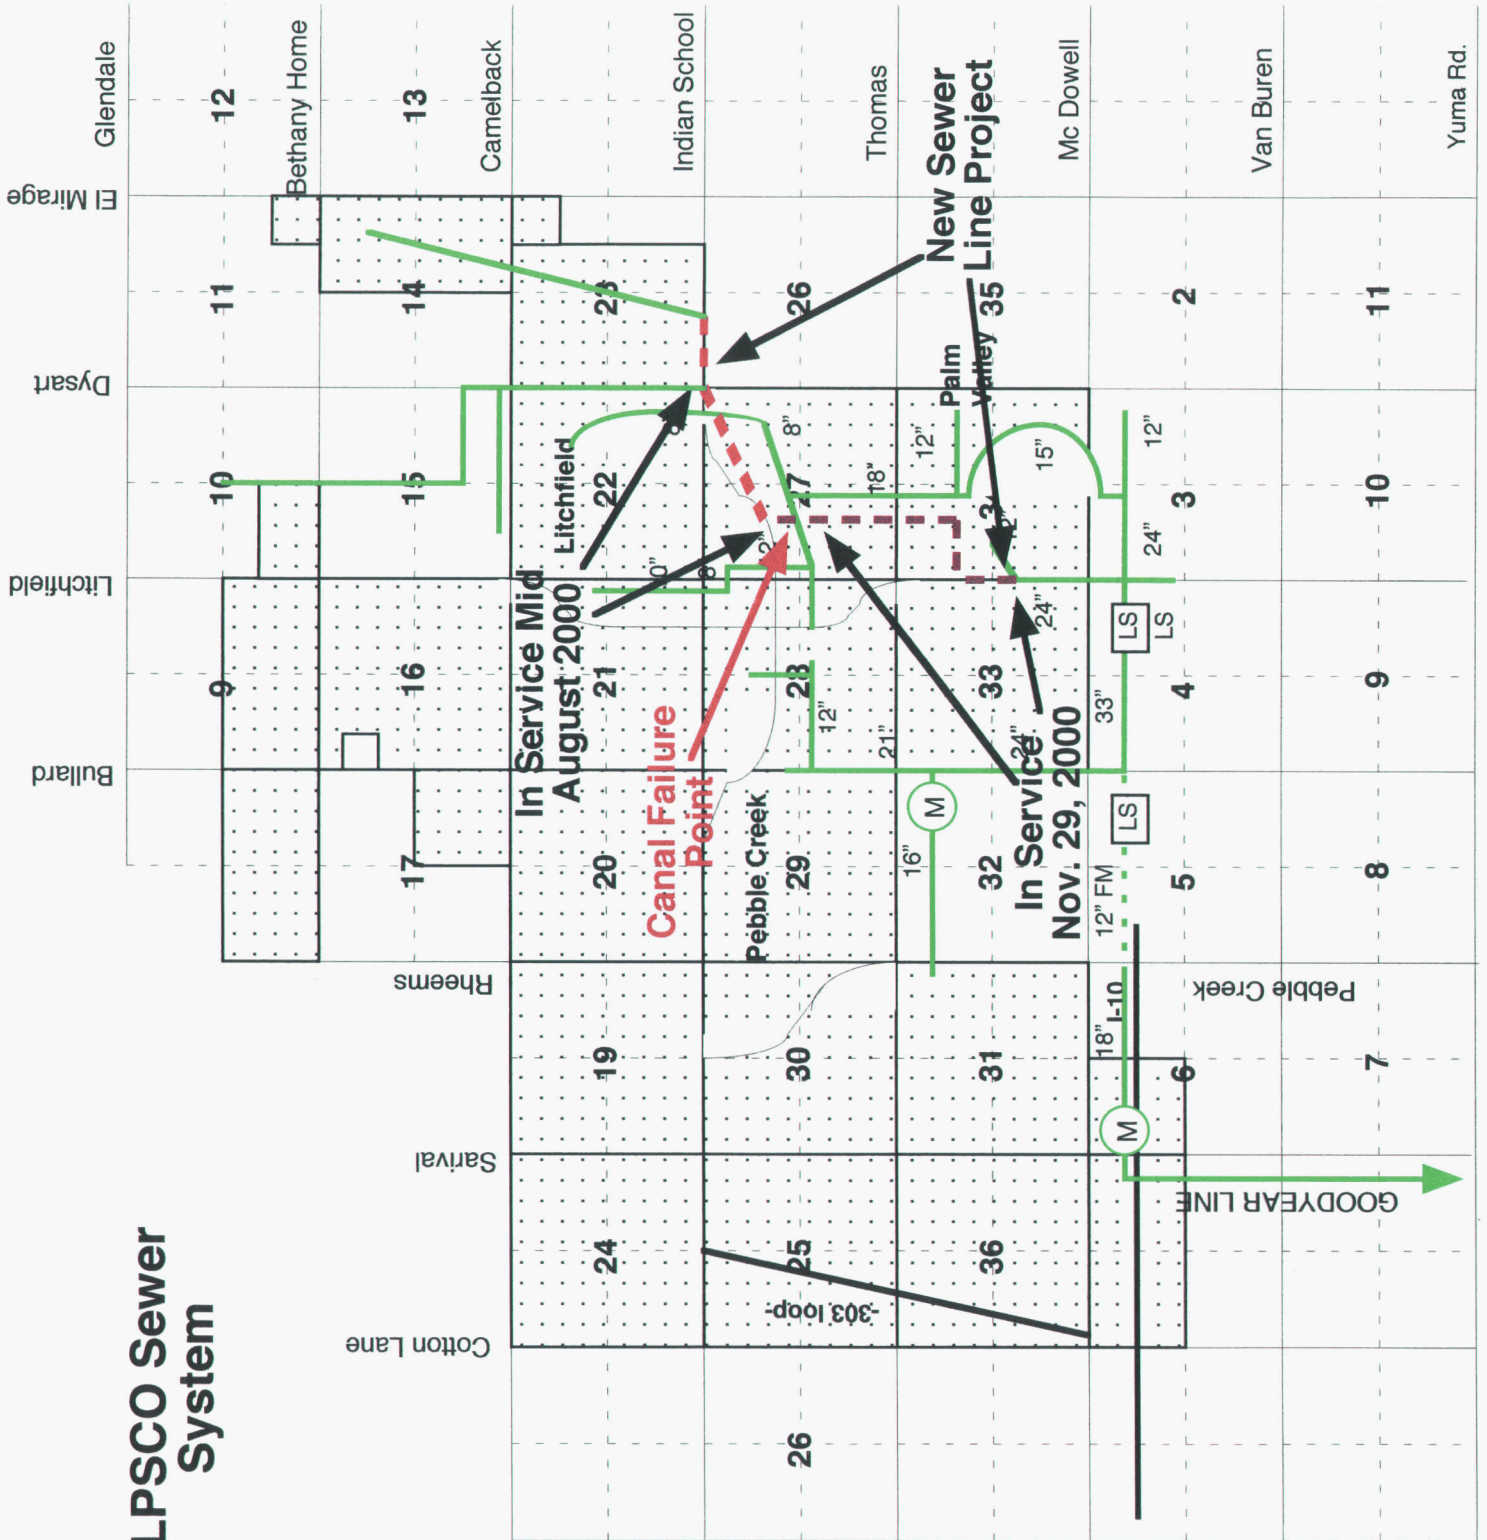 LPSCO Sewer
System
Glendale
Bethany Home
Camelback
Indian School
Thomas
Mc Dowell
Van Buren
Yuma Rd.
El Mirage
Dysart
Litchfield
Bullard
Rheems
Sarival
Cotton Lane
Pebble Creek
12
13
11
14
23
26
35
2
11
10
15
22
27
3
10
9
16
21
28
33
4
9
17
20
29
32
5
8
19
30
31
6
7
24
25
36
26
New Sewer
Line Project
Palm
Valley
Litchfield
In Service Mid
August 2000
Canal Failure
Point
Pebble Creek
In Service
Nov. 29, 2000
8"
12"
18"
15"
12"
24"
24"
12"
21"
24"
33"
16"
12" FM
18"
I-10
LS
LS
LS
M
M
-303 loop-
GOODYEAR LINE